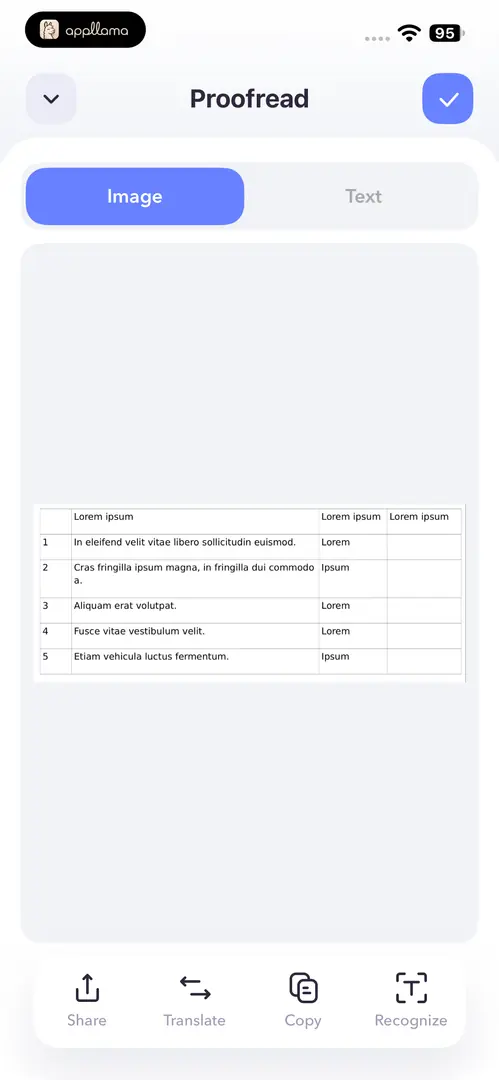 appllama
95
Proofread
Image Text
Lorem ipsum Lorem ipsum Lorem ipsum
1 In eleifend velit vitae libero sollicitudin euismod. Lorem
2 Cras fringilla ipsum magna, in fringilla dui commodo Ipsum
a.
3 Aliquam erat volutpat. Lorem
4 Fusce vitae vestibulum velit. Lorem
5 Etiam vehicula luctus fermentum. Ipsum
Share Translate Copy Recognize